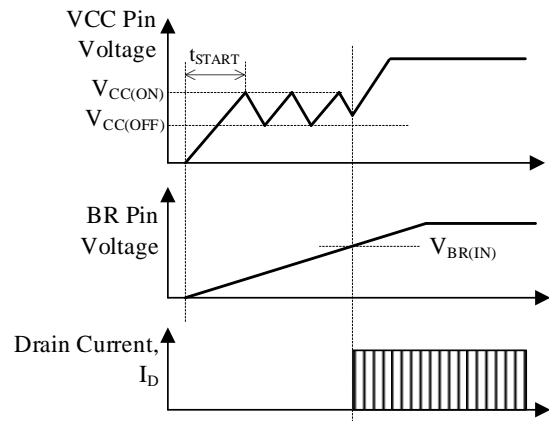 VCC Pin
Voltage
tSTART
VCC(ON)
VCC(OFF)
BR Pin
Voltage
VBR(IN)
Drain Current,
ID